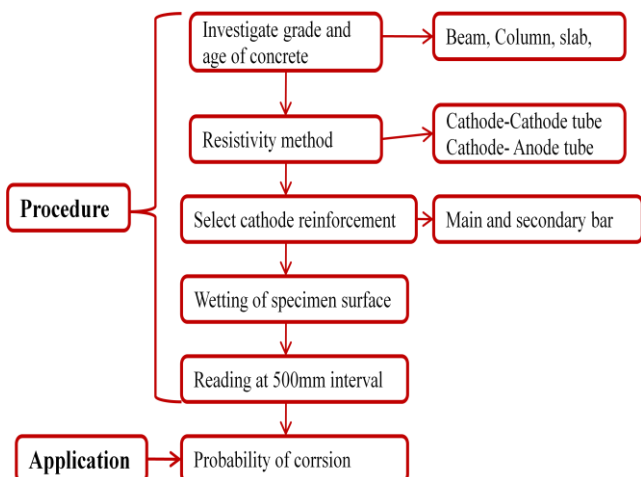 Investigate grade and
age of concrete
Beam, Column, slab,
Resistivity method
Cathode-Cathode tube
Cathode- Anode tube
Procedure
Select cathode reinforcement
Main and secondary bar
Wetting of specimen surface
Reading at 500mm interval
Application
Probability of corrsion